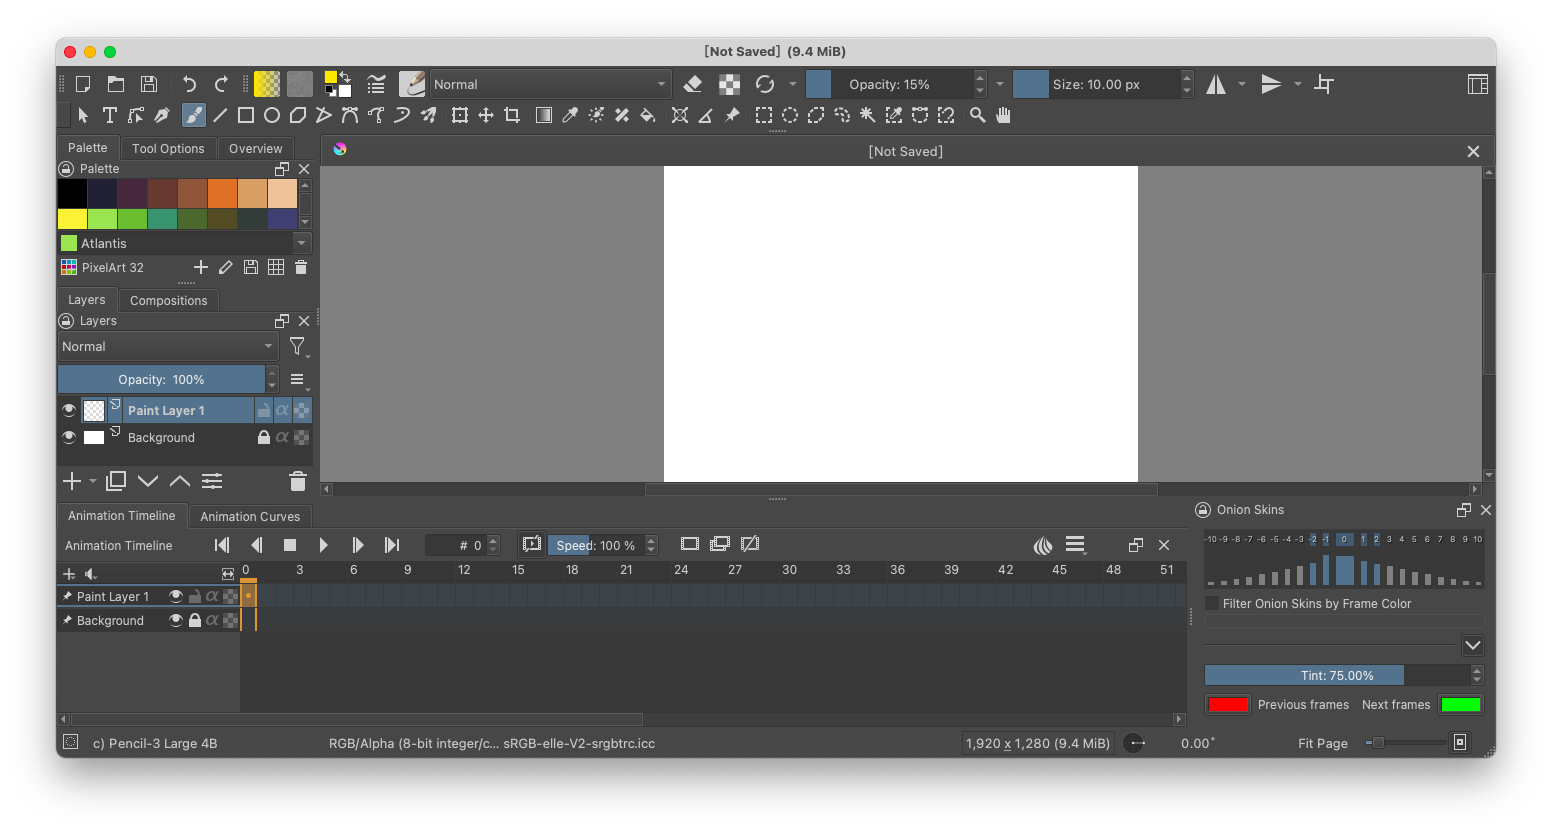 [Not Saved] (9.4 MiB)
Normal
Opacity: 15%
Size: 10.00 px
Palette
Tool Options
Overview
[Not Saved]
Palette
Atlantis
PixelArt 32
Layers
Compositions
Layers
Normal
Opacity: 100%
Paint Layer 1
Background
Animation Timeline
Animation Curves
Onion Skins
Animation Timeline
# 0
Speed: 100 %
-10 -9 -8 -7 -6 -5 -4 -3 -2 -1 0 1 2 3 4 5 6 7 8 9 10
0 3 6 9 12 15 18 21 24 27 30 33 36 39 42 45 48 51
Paint Layer 1
Background
Filter Onion Skins by Frame Color
Tint: 75.00%
Previous frames
Next frames
c) Pencil-3 Large 4B
RGB/Alpha (8-bit integer/c... sRGB-elle-V2-srgbtrc.icc
1,920 x 1,280 (9.4 MiB)
0.00°
Fit Page